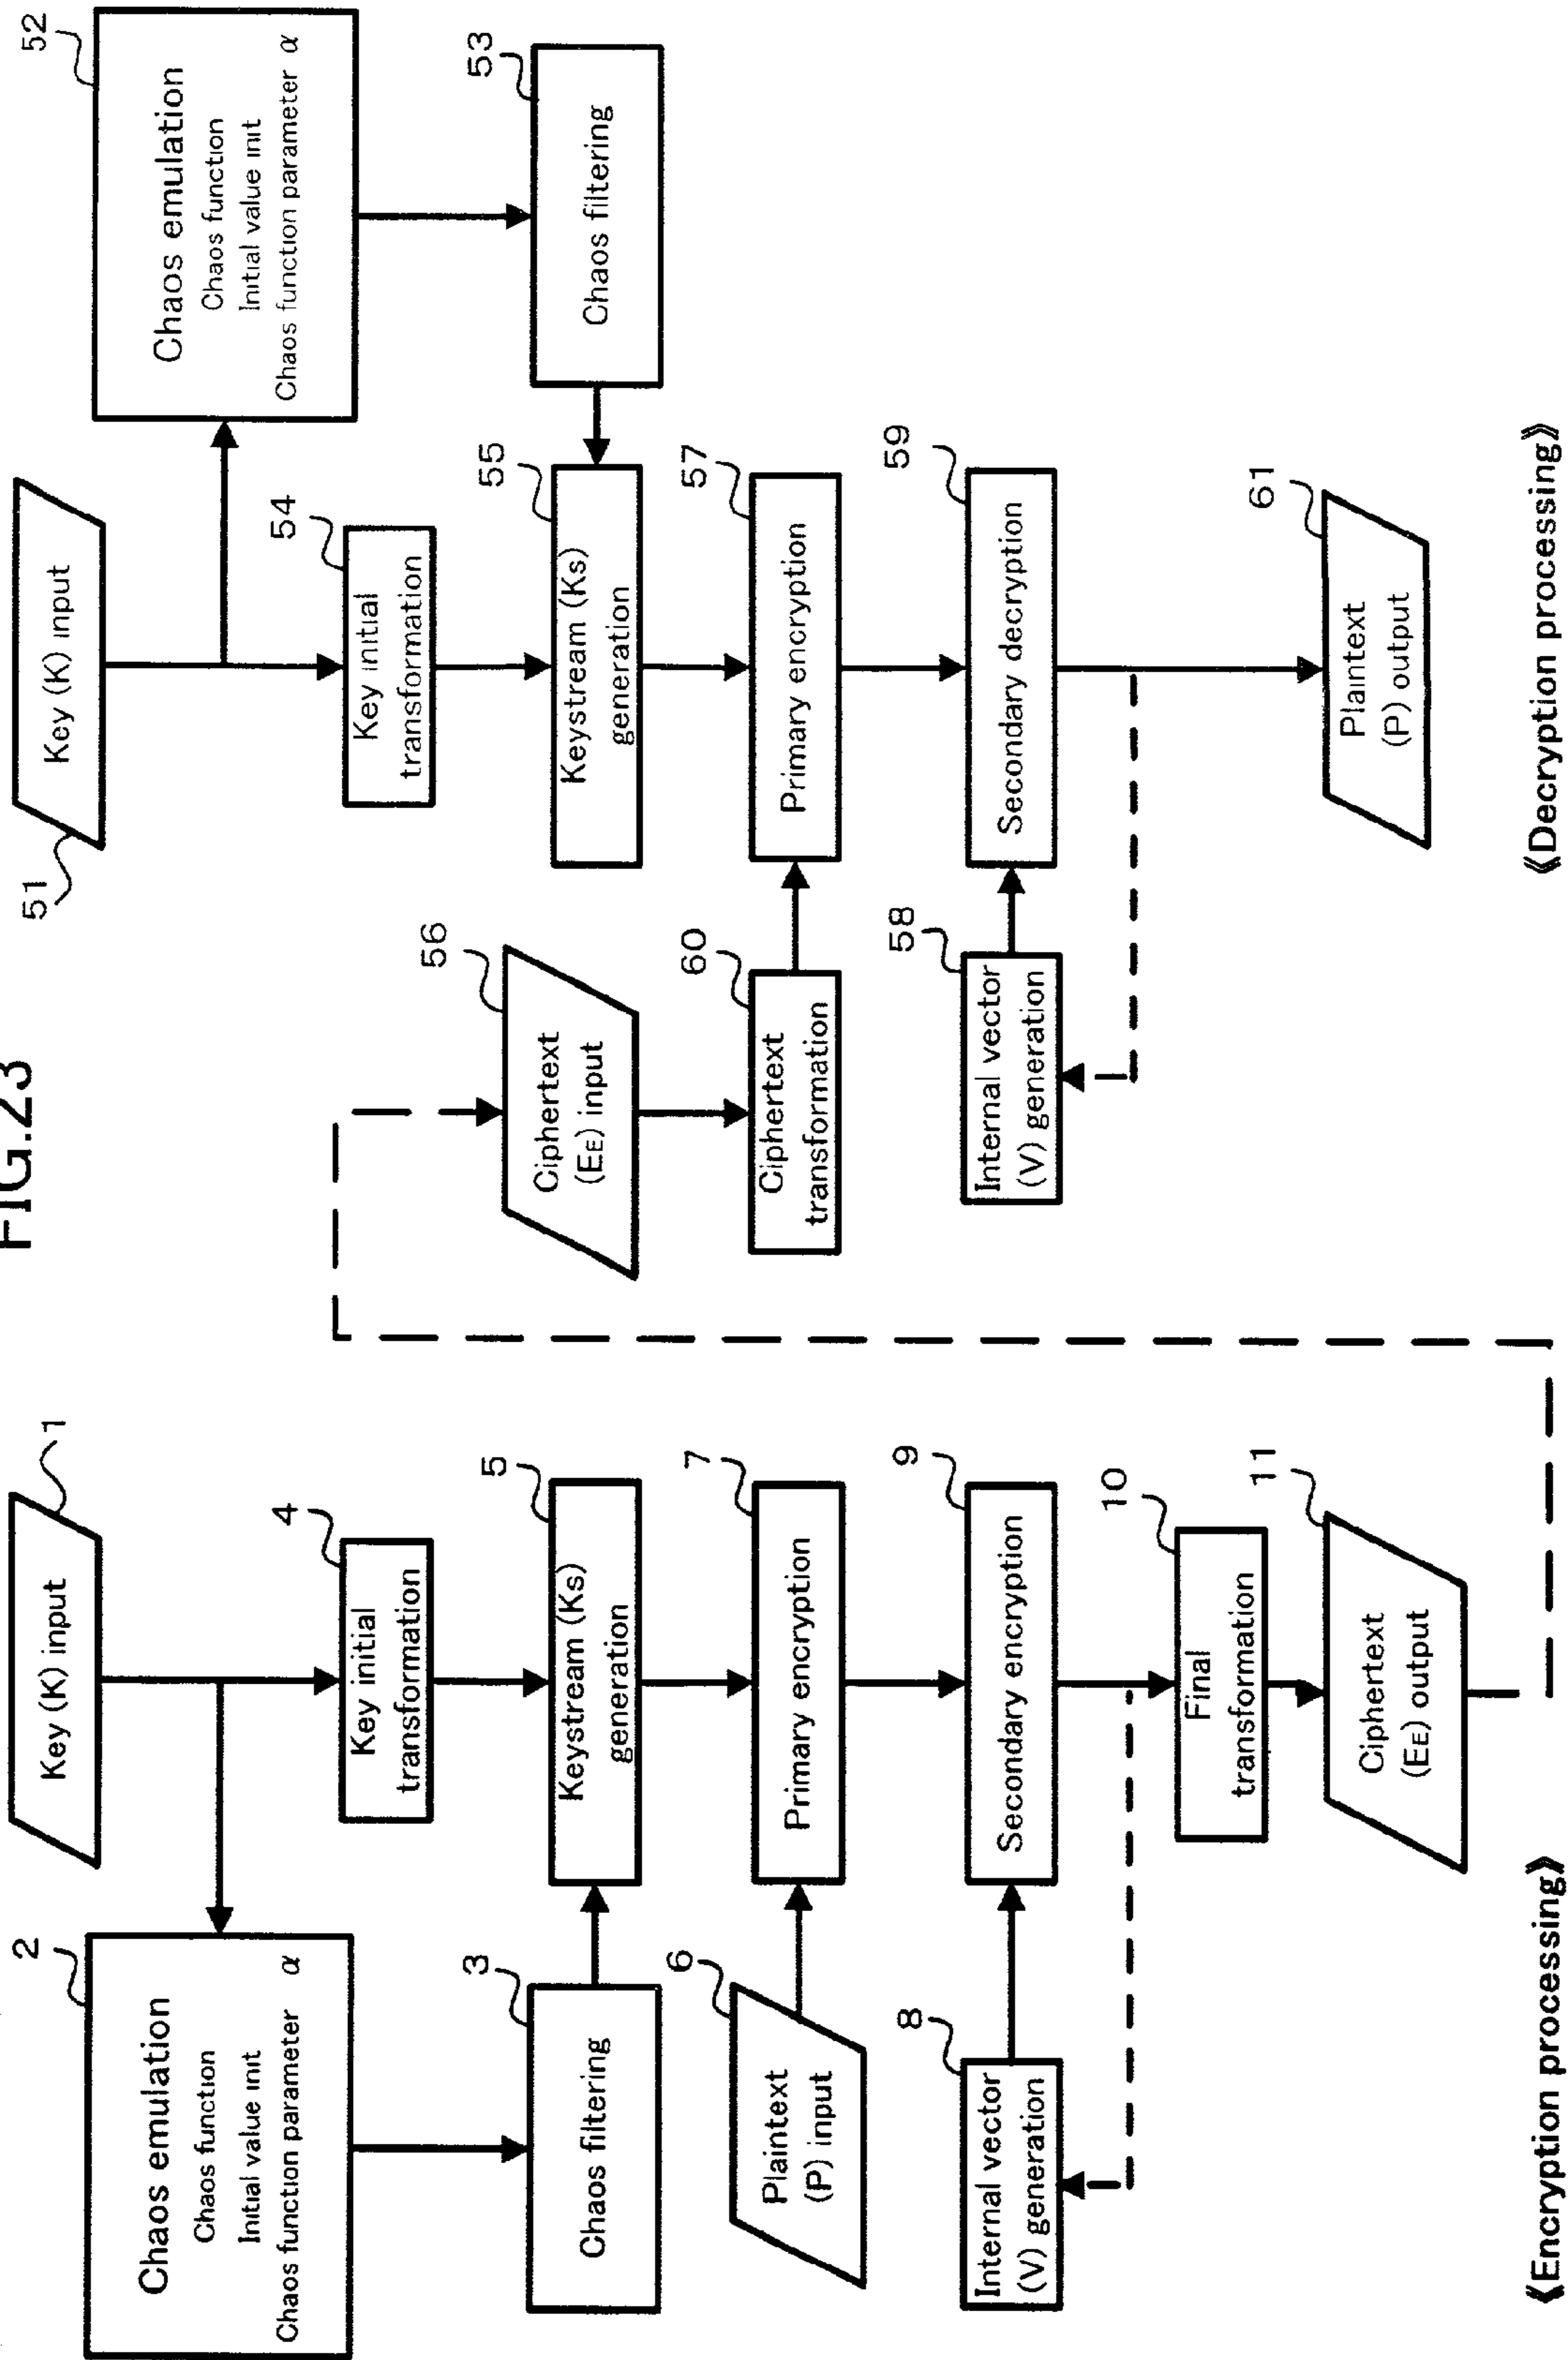 FIG.23
1
Key (K) input
2
Chaos emulation
Chaos function
Initial value init
Chaos function parameter α
4
Key initial
transformation
3
Chaos filtering
5
Keystream (Ks)
generation
6
Plaintext
(P) input
7
Primary encryption
8
Internal vector
(V) generation
9
Secondary encryption
10
Final
transformation
11
Ciphertext
(EE) output
《Encryption processing》
51
Key (K) input
52
Chaos emulation
Chaos function
Initial value init
Chaos function parameter α
54
Key initial
transformation
53
Chaos filtering
55
Keystream (Ks)
generation
56
Ciphertext
(EE) input
60
Ciphertext
transformation
57
Primary encryption
58
Internal vector
(V) generation
59
Secondary decryption
61
Plaintext
(P) output
《Decryption processing》